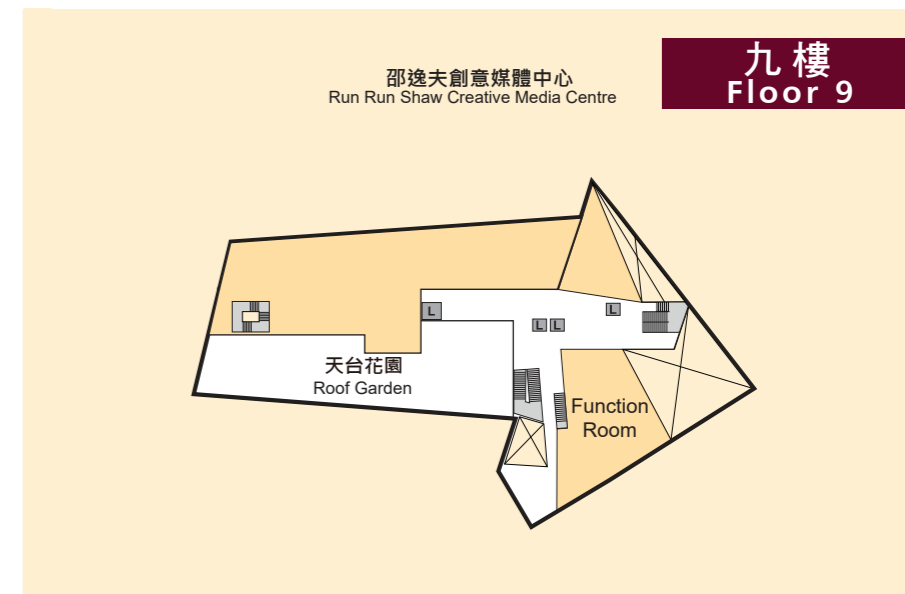 邵逸夫創意媒體中心
Run Run Shaw Creative Media Centre
九樓
Floor 9
L
L
L
L
天台花園
Roof Garden
Function
Room